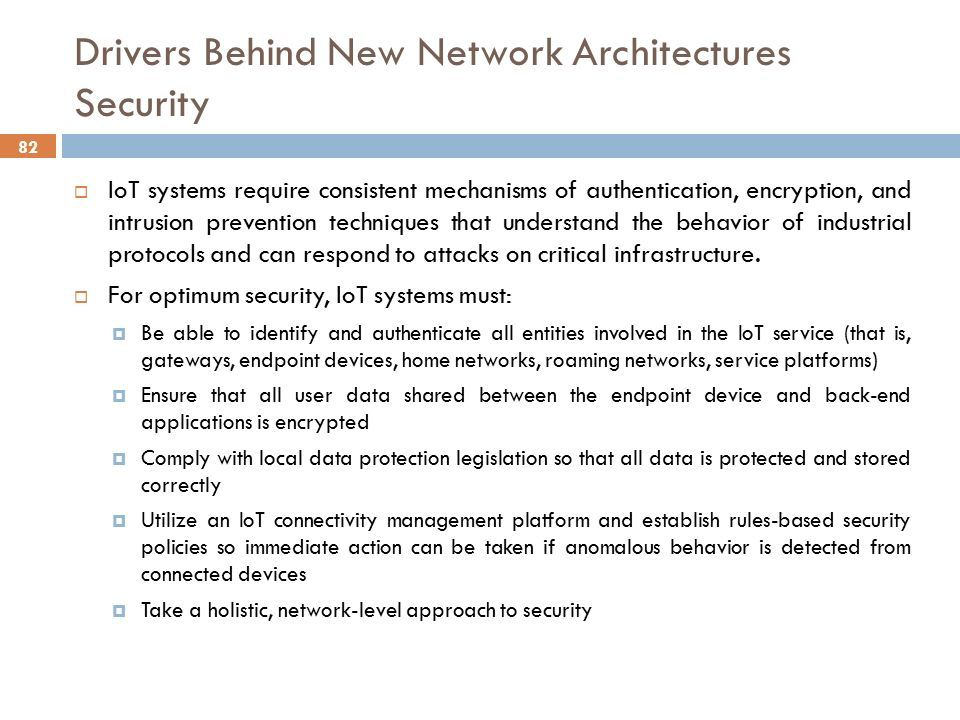 Drivers Behind New Network Architectures
Security
82
IoT systems require consistent mechanisms of authentication, encryption, and
intrusion prevention techniques that understand the behavior of industrial
protocols and can respond to attacks on critical infrastructure.
For optimum security, IoT systems must:
Be able to identify and authenticate all entities involved in the IoT service (that is,
gateways, endpoint devices, home networks, roaming networks, service platforms)
Ensure that all user data shared between the endpoint device and back-end
applications is encrypted
Comply with local data protection legislation so that all data is protected and stored
correctly
Utilize an IoT connectivity management platform and establish rules-based security
policies so immediate action can be taken if anomalous behavior is detected from
connected devices
Take a holistic, network-level approach to security